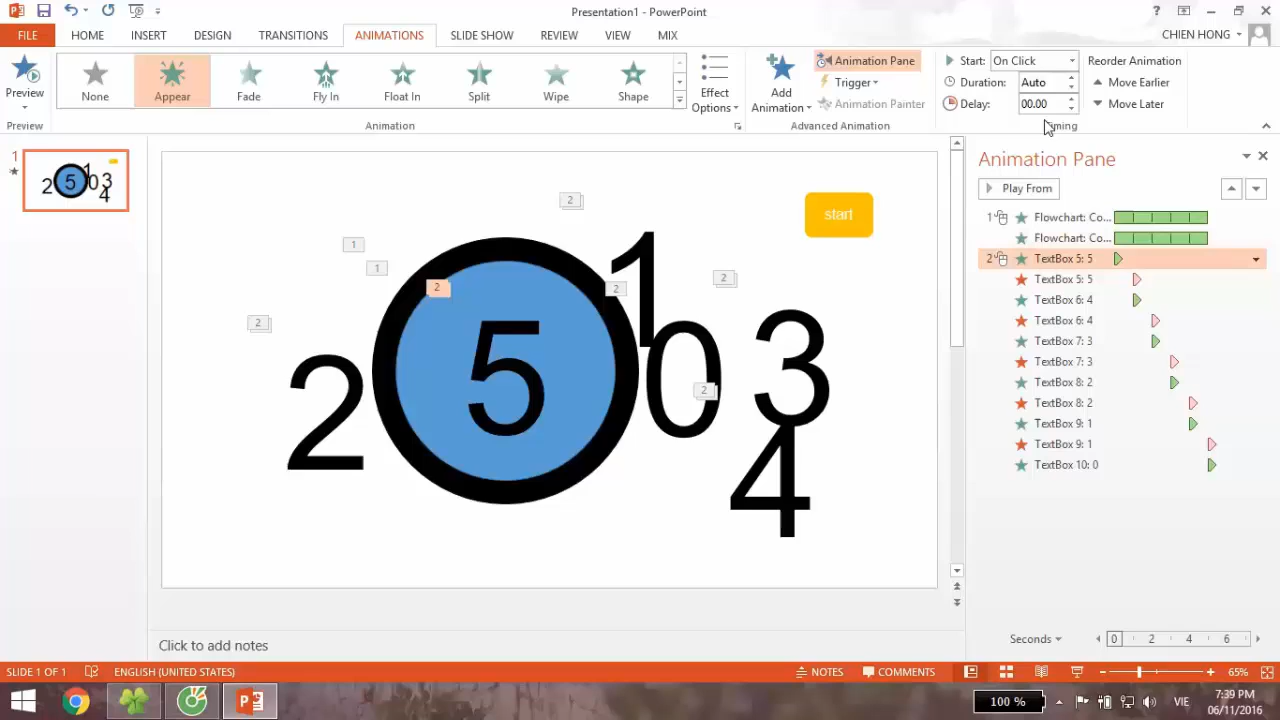 Presentation1 - PowerPoint
?
FILE HOME INSERT DESIGN TRANSITIONS ANIMATIONS SLIDE SHOW REVIEW VIEW MIX CHIEN HONG
Preview None Appear Fade Fly In Float In Split Wipe Shape Effect Options Add Animation
Animation Pane
Trigger
Animation Painter
Start: On Click
Duration: Auto
Delay: 00.00
Reorder Animation
Move Earlier
Move Later
Preview Animation Advanced Animation Timing
1
2 5 1 0 3 4
start
2
1
1
2
2
2
2
2
2 5 1 0 3 4
Animation Pane
Play From
1 Flowchart: Co...
Flowchart: Co...
2 TextBox 5: 5
TextBox 5: 5
TextBox 6: 4
TextBox 6: 4
TextBox 7: 3
TextBox 7: 3
TextBox 8: 2
TextBox 8: 2
TextBox 9: 1
TextBox 9: 1
TextBox 10: 0
Seconds 0 2 4 6
Click to add notes
SLIDE 1 OF 1 ENGLISH (UNITED STATES) NOTES COMMENTS 65%
100 % VIE 7:39 PM
06/11/2016